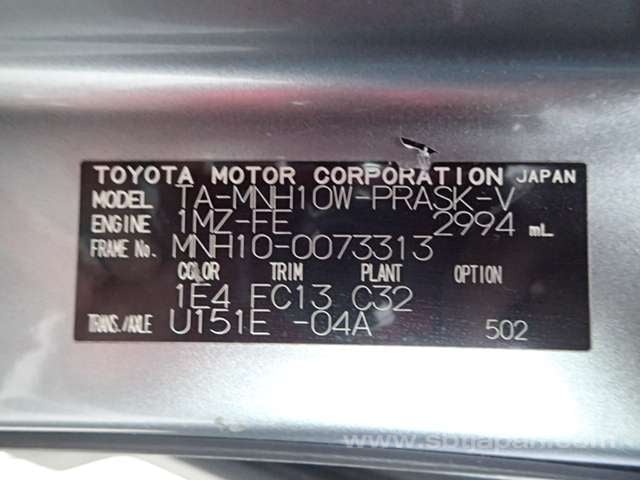 TOYOTA MOTOR CORPORATION JAPAN
MODEL TA-MNH10W-PRASK-V
ENGINE 1MZ-FE 2994 mL
FRAME No. MNH10-0073313
COLOR TRIM PLANT OPTION
1E4 FC13 C32
TRANS./AXLE U151E -04A 502
www.sbtjapan.com